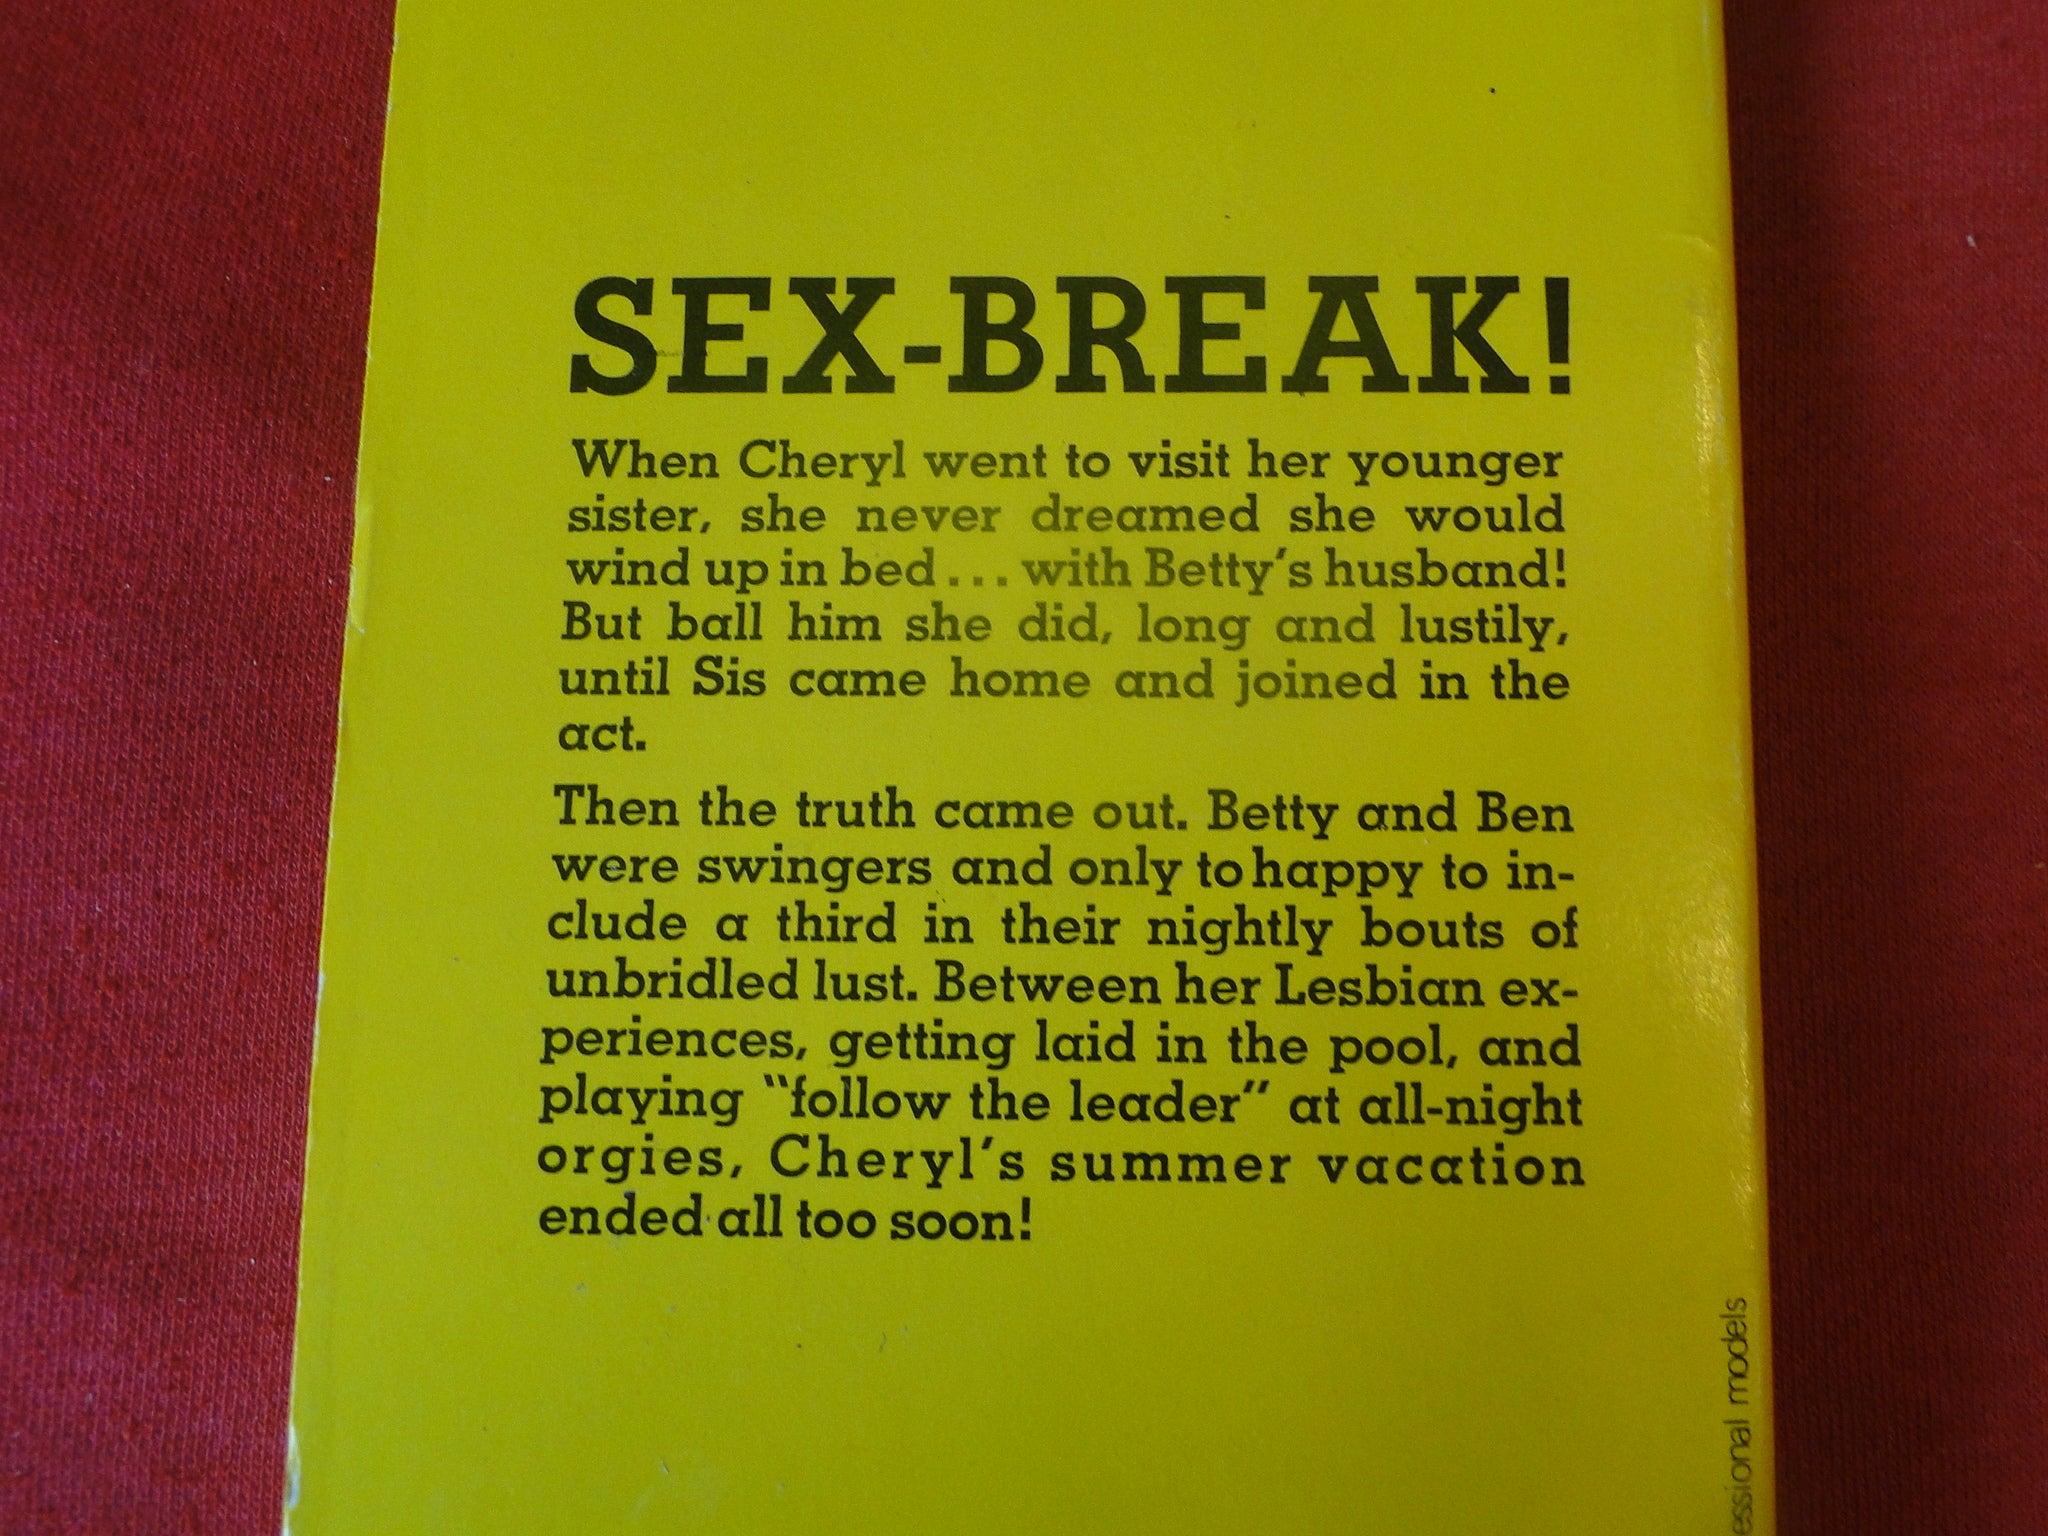 SEX-BREAK!
When Cheryl went to visit her younger
sister, she never dreamed she would
wind up in bed... with Betty's husband!
But ball him she did, long and lustily,
until Sis came home and joined in the
act.
Then the truth came out. Betty and Ben
were swingers and only to happy to in-
clude a third in their nightly bouts of
unbridled lust. Between her Lesbian ex-
periences, getting laid in the pool, and
playing "follow the leader" at all-night
orgies, Cheryl's summer vacation
ended all too soon!
essional models